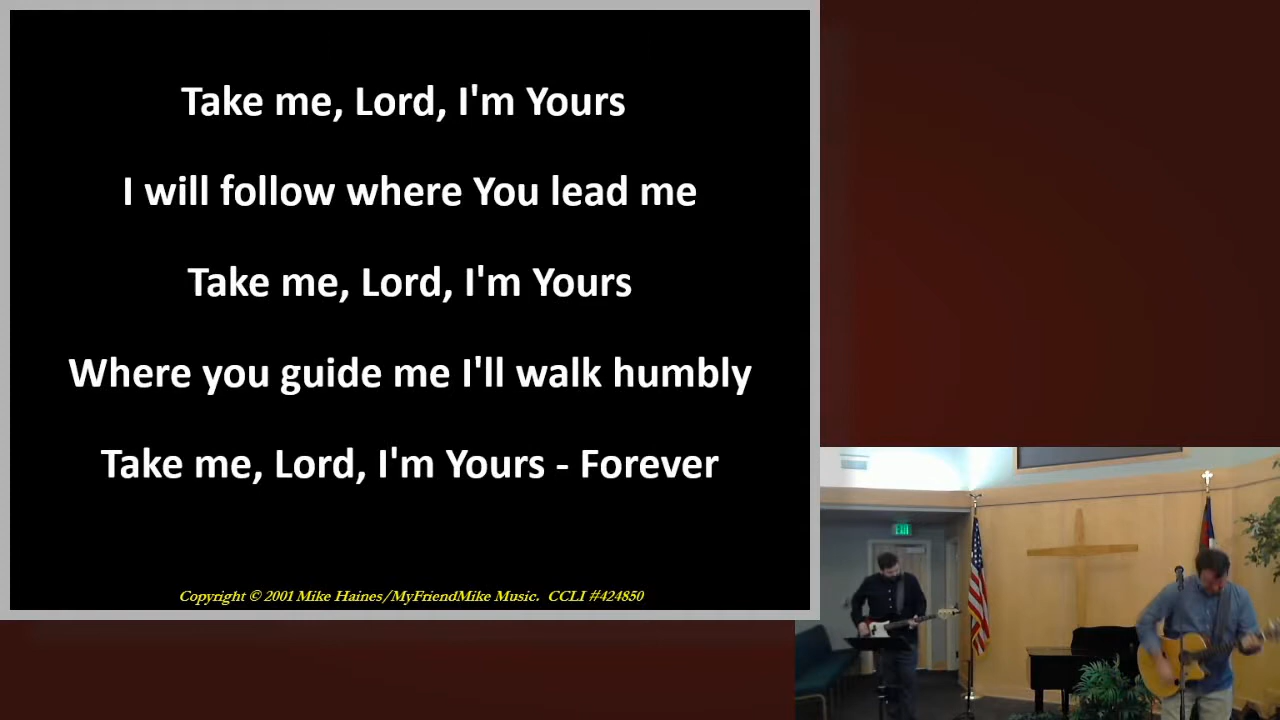 Take me, Lord, I'm Yours
I will follow where You lead me
Take me, Lord, I'm Yours
Where you guide me I'll walk humbly
Take me, Lord, I'm Yours - Forever
Copyright © 2001 Mike Haines/MyFriendMike Music. CCLI #424850
EXIT